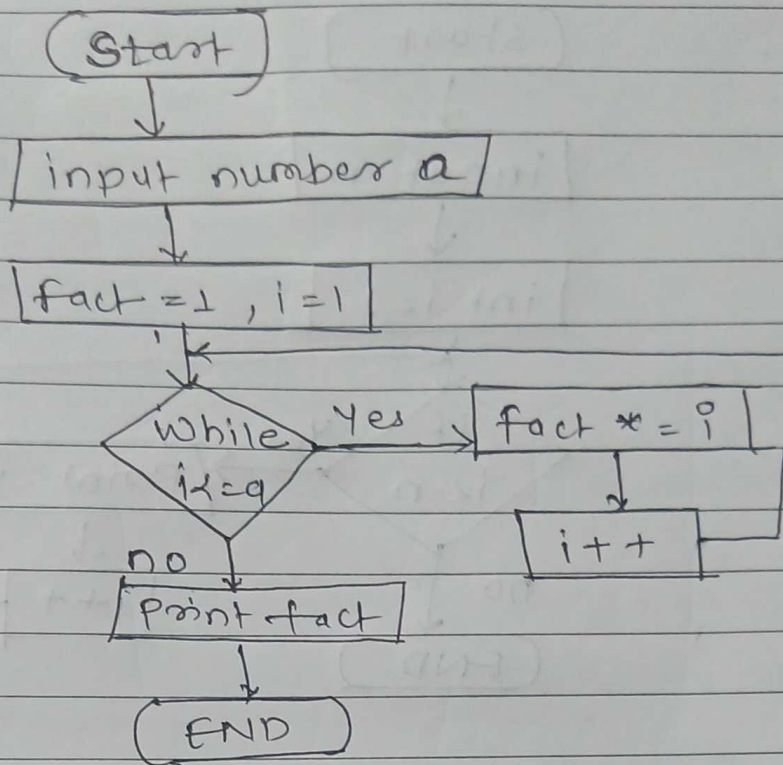 Start
input number a
fact = 1 , i = 1
while
i<=a
Yes
fact *= i
i++
no
Print fact
END